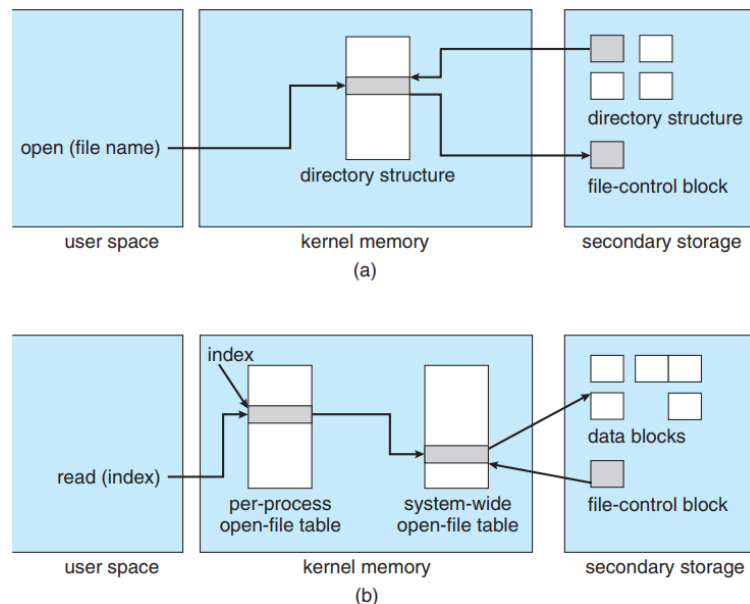 open (file name)
directory structure
directory structure
file-control block
user space
kernel memory
secondary storage
(a)
index
read (index)
per-process
open-file table
system-wide
open-file table
data blocks
file-control block
user space
kernel memory
secondary storage
(b)